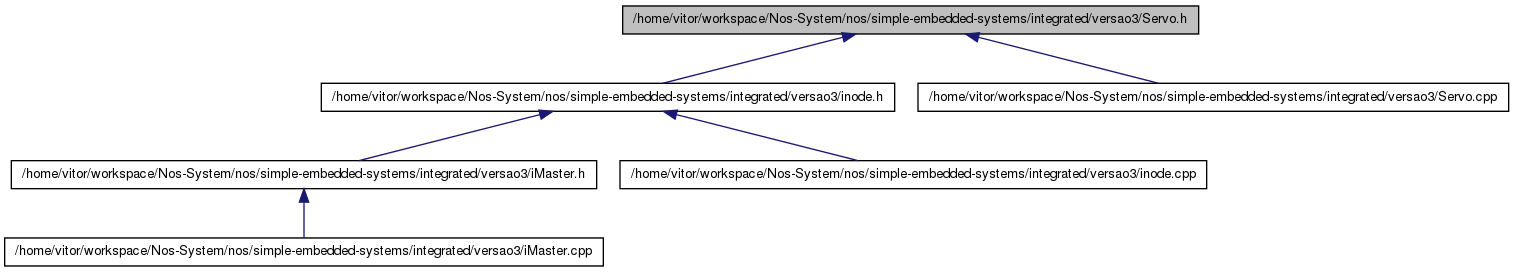 /home/vitor/workspace/Nos-System/nos/simple-embedded-systems/integrated/versao3/Servo.h
/home/vitor/workspace/Nos-System/nos/simple-embedded-systems/integrated/versao3/inode.h
/home/vitor/workspace/Nos-System/nos/simple-embedded-systems/integrated/versao3/Servo.cpp
/home/vitor/workspace/Nos-System/nos/simple-embedded-systems/integrated/versao3/iMaster.h
/home/vitor/workspace/Nos-System/nos/simple-embedded-systems/integrated/versao3/inode.cpp
/home/vitor/workspace/Nos-System/nos/simple-embedded-systems/integrated/versao3/iMaster.cpp